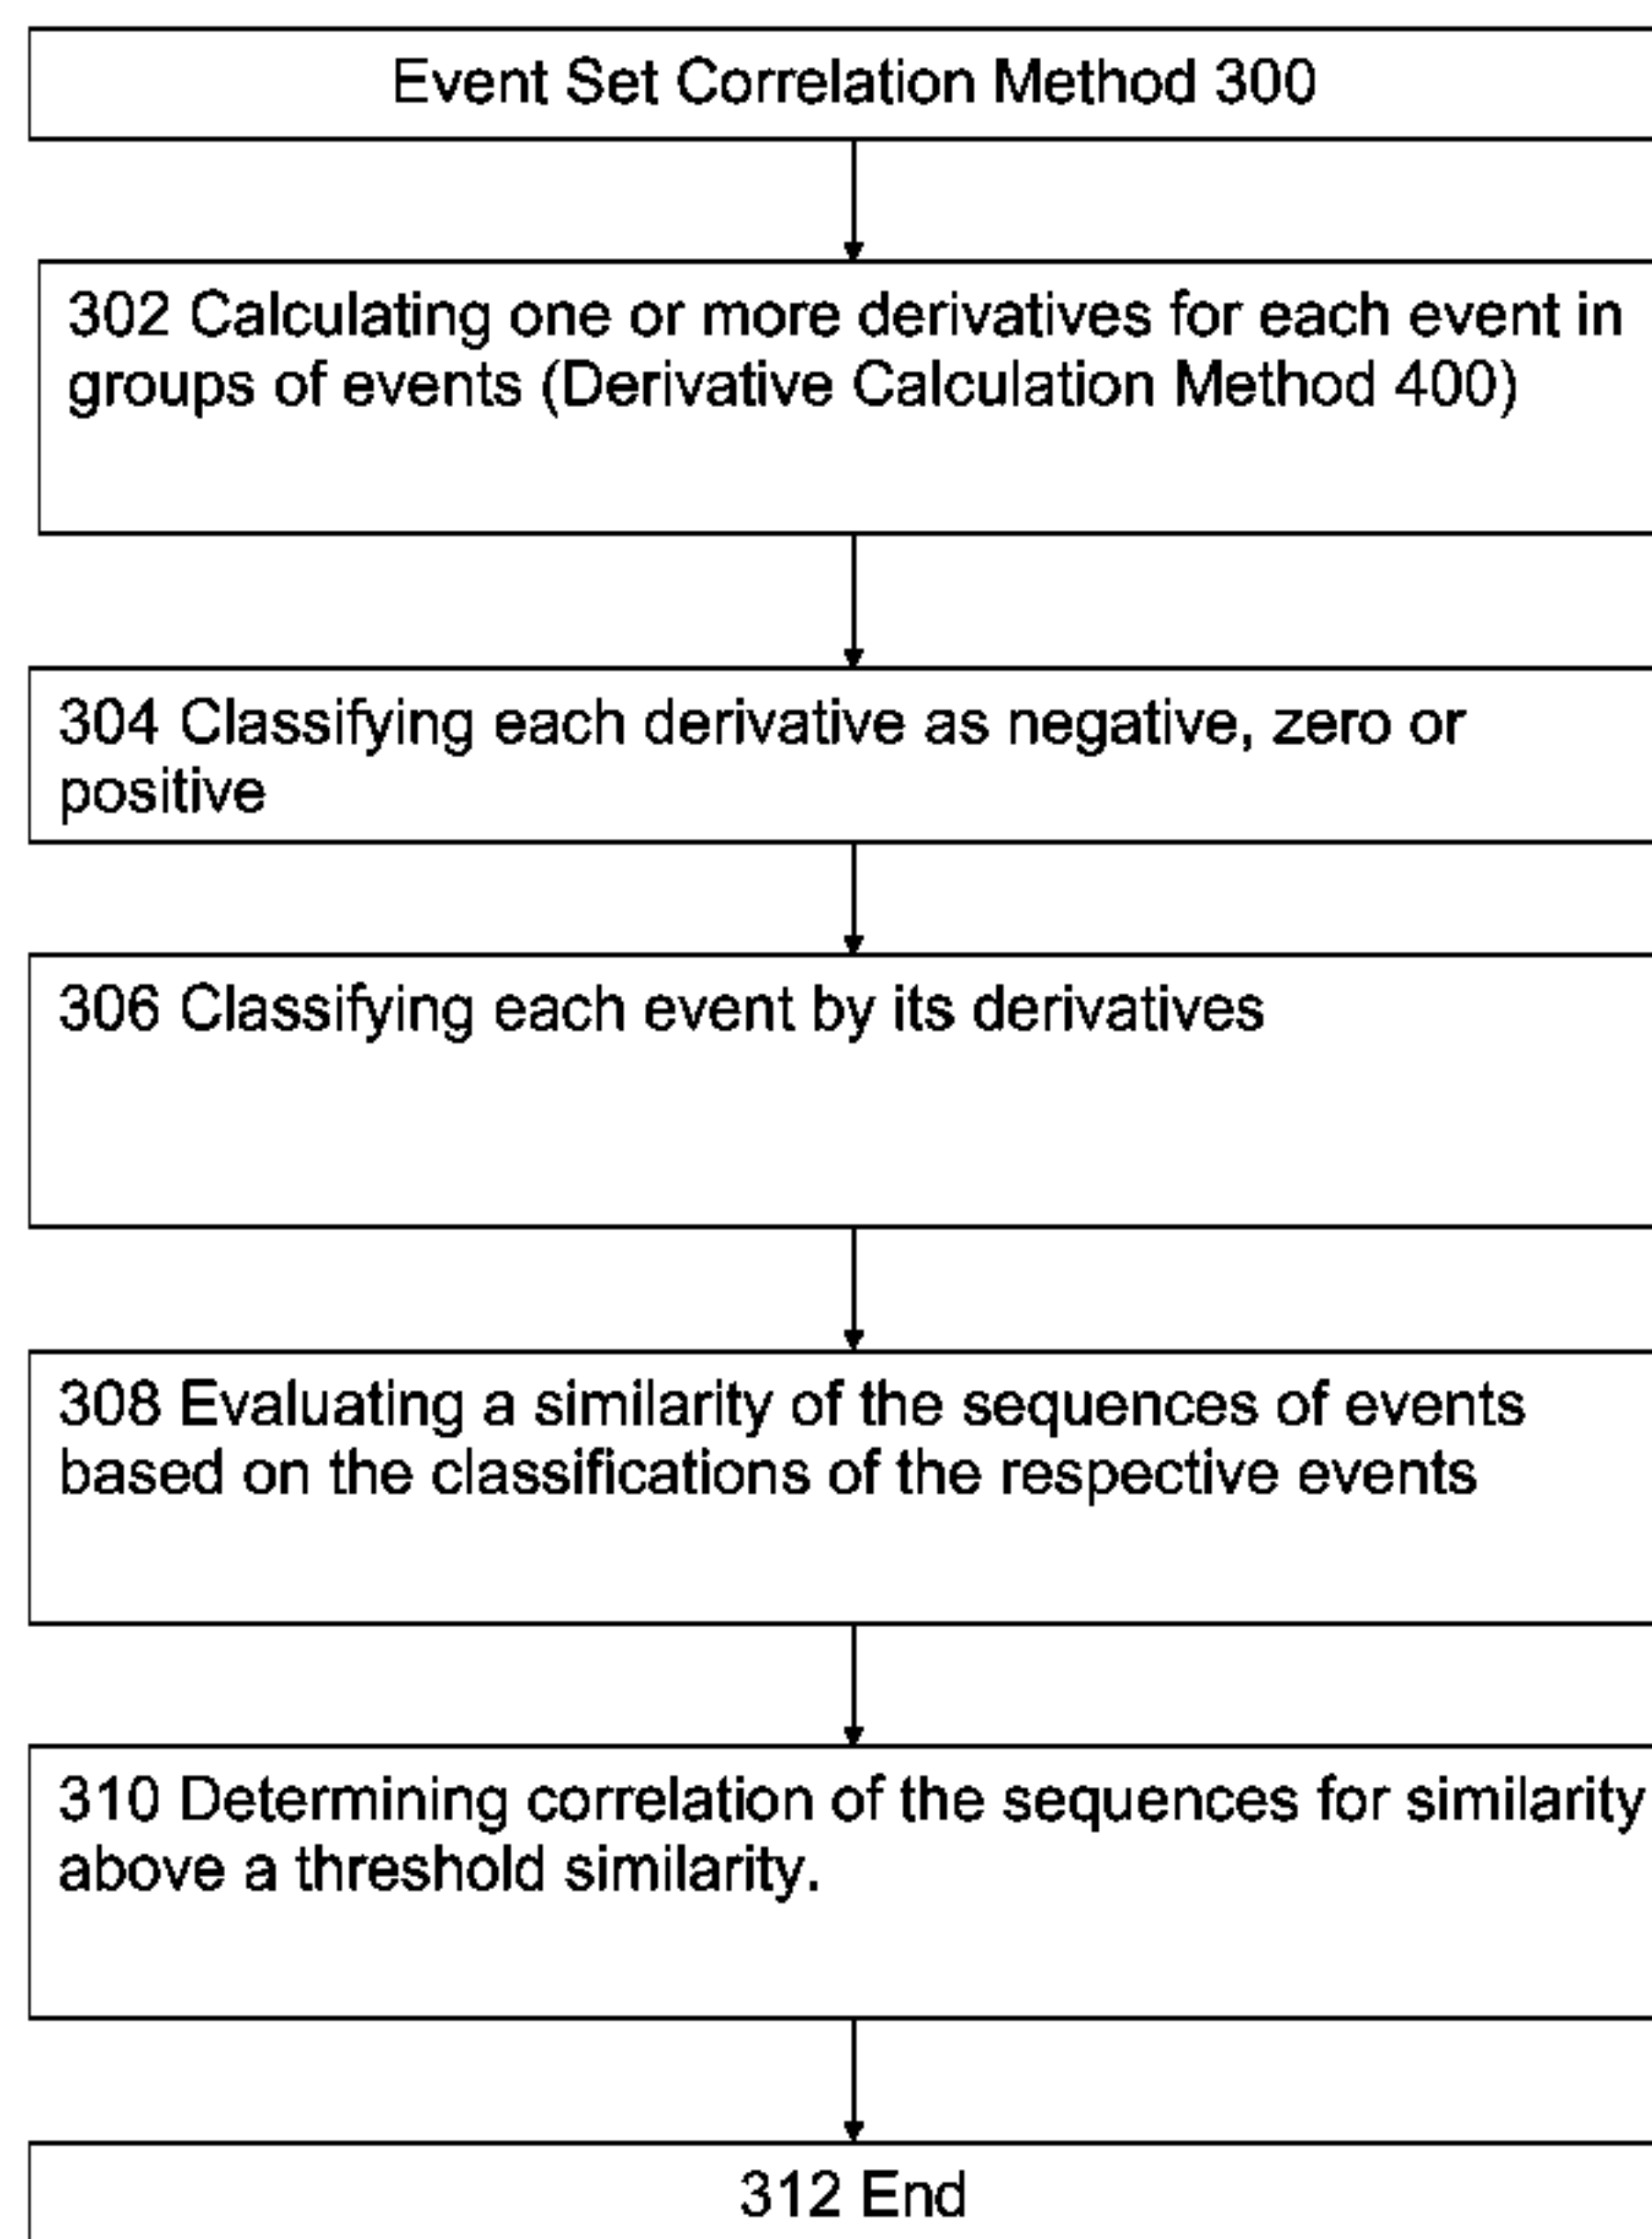 Event Set Correlation Method 300
302 Calculating one or more derivatives for each event in
groups of events (Derivative Calculation Method 400)
304 Classifying each derivative as negative, zero or
positive
306 Classifying each event by its derivatives
308 Evaluating a similarity of the sequences of events
based on the classifications of the respective events
310 Determining correlation of the sequences for similarity
above a threshold similarity.
312 End